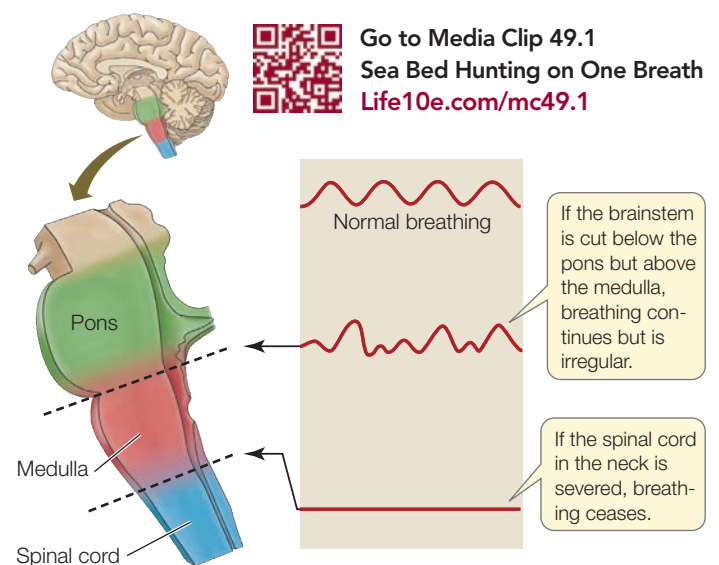 Go to Media Clip 49.1
Sea Bed Hunting on One Breath
Life10e.com/mc49.1
Normal breathing
If the brainstem
is cut below the
pons but above
the medulla,
breathing con-
tinues but is
irregular.
Pons
Medulla
If the spinal cord
in the neck is
severed, breath-
ing ceases.
Spinal cord